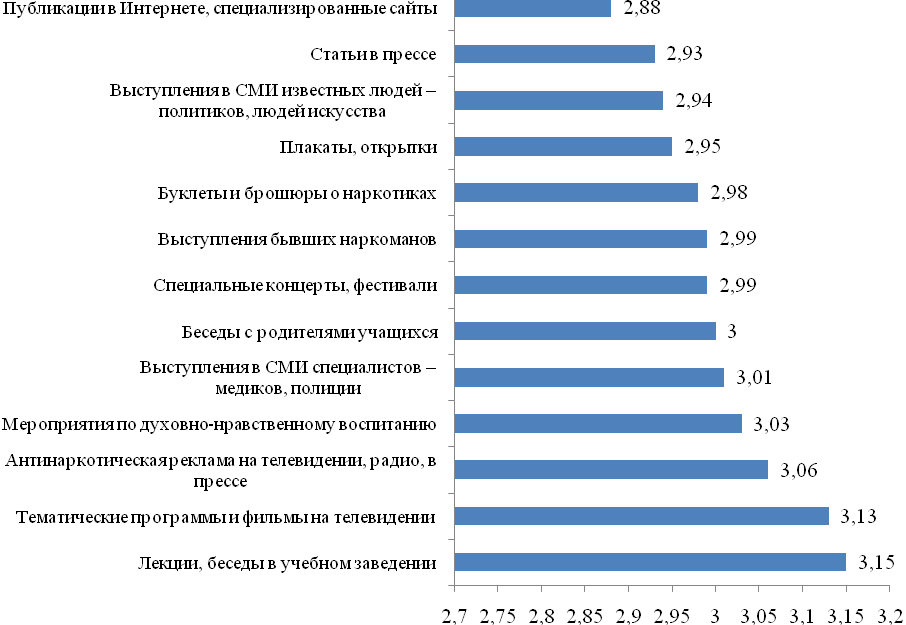 Публикации в Интернете, специализированные сайты
2,88
Статьи в прессе
2,93
Выступления в СМИ известных людей –
политиков, людей искусства
2,94
Плакаты, открытки
2,95
Буклеты и брошюры о наркотиках
2,98
Выступления бывших наркоманов
2,99
Специальные концерты, фестивали
2,99
Беседы с родителями учащихся
3
Выступления в СМИ специалистов –
медиков, полиции
3,01
Мероприятия по духовно-нравственному воспитанию
3,03
Антинаркотическая реклама на телевидении, радио, в
прессе
3,06
Тематические программы и фильмы на телевидении
3,13
Лекции, беседы в учебном заведении
3,15
2,7 2,75 2,8 2,85 2,9 2,95 3 3,05 3,1 3,15 3,2